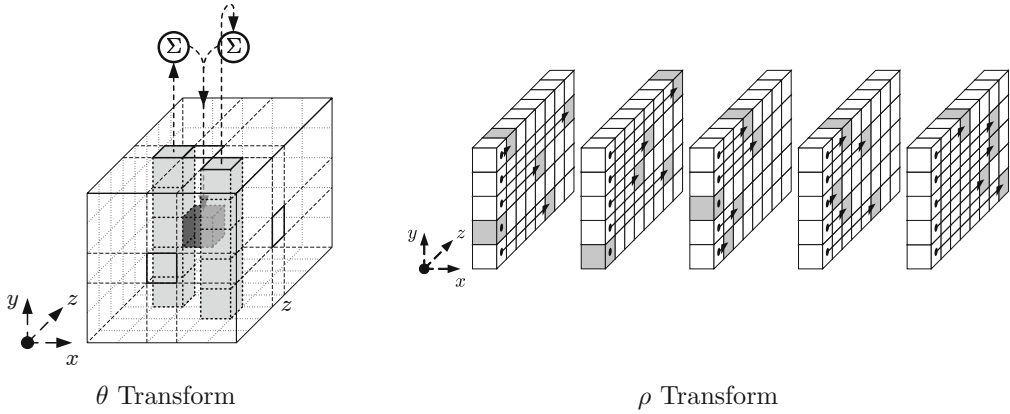 Σ Σ
y z x
z
y z x
θ Transform
ρ Transform